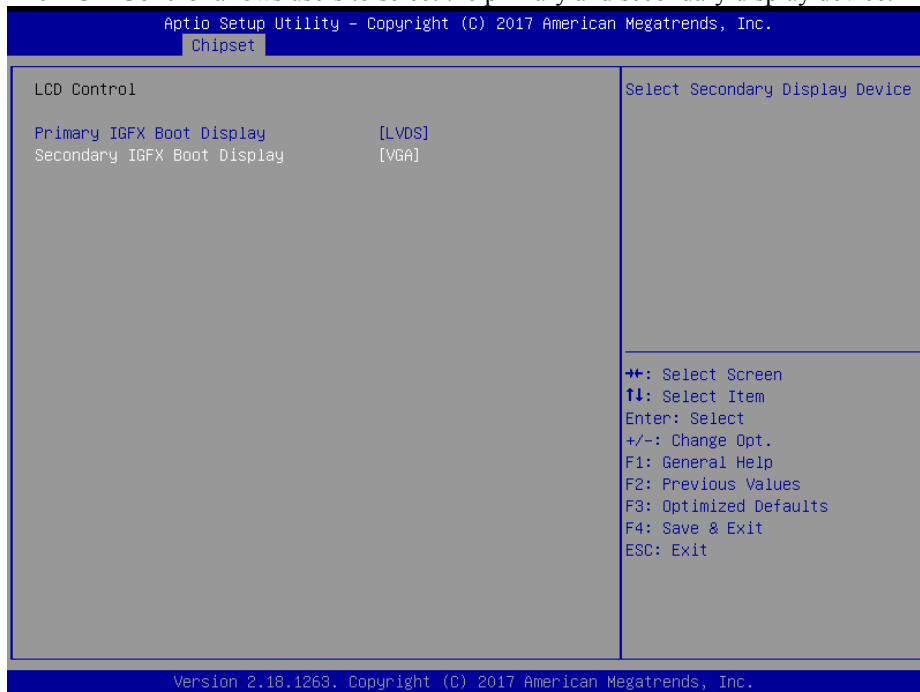 Aptio Setup Utility – Copyright (C) 2017 American Megatrends, Inc.
Chipset
LCD Control
Primary IGFX Boot Display [LVDS]
Secondary IGFX Boot Display [VGA]
Select Secondary Display Device
→←: Select Screen
↑↓: Select Item
Enter: Select
+/-: Change Opt.
F1: General Help
F2: Previous Values
F3: Optimized Defaults
F4: Save & Exit
ESC: Exit
Version 2.18.1263. Copyright (C) 2017 American Megatrends, Inc.